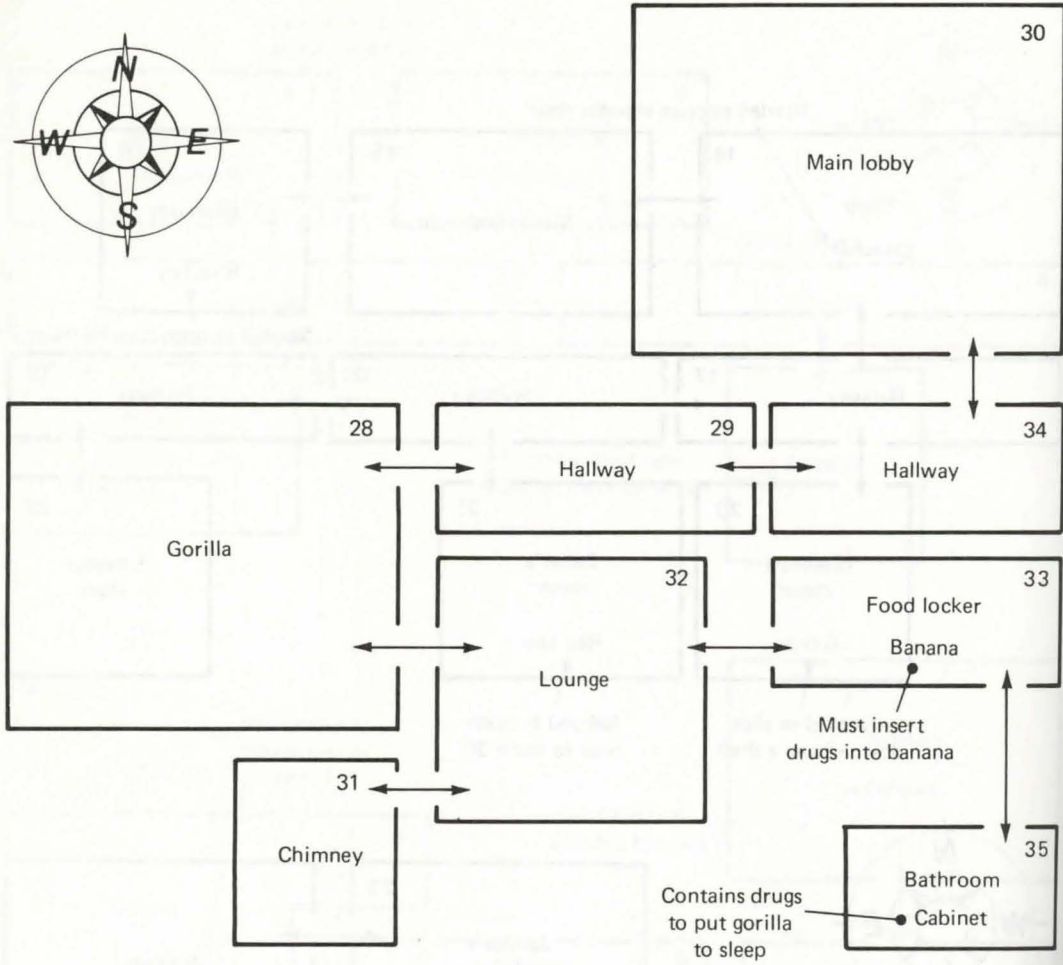 N
W E
S
30
Main lobby
28
Gorilla
29
Hallway
34
Hallway
32
Lounge
33
Food locker
Banana
Must insert
drugs into banana
31
Chimney
35
Bathroom
Cabinet
Contains drugs
to put gorilla
to sleep